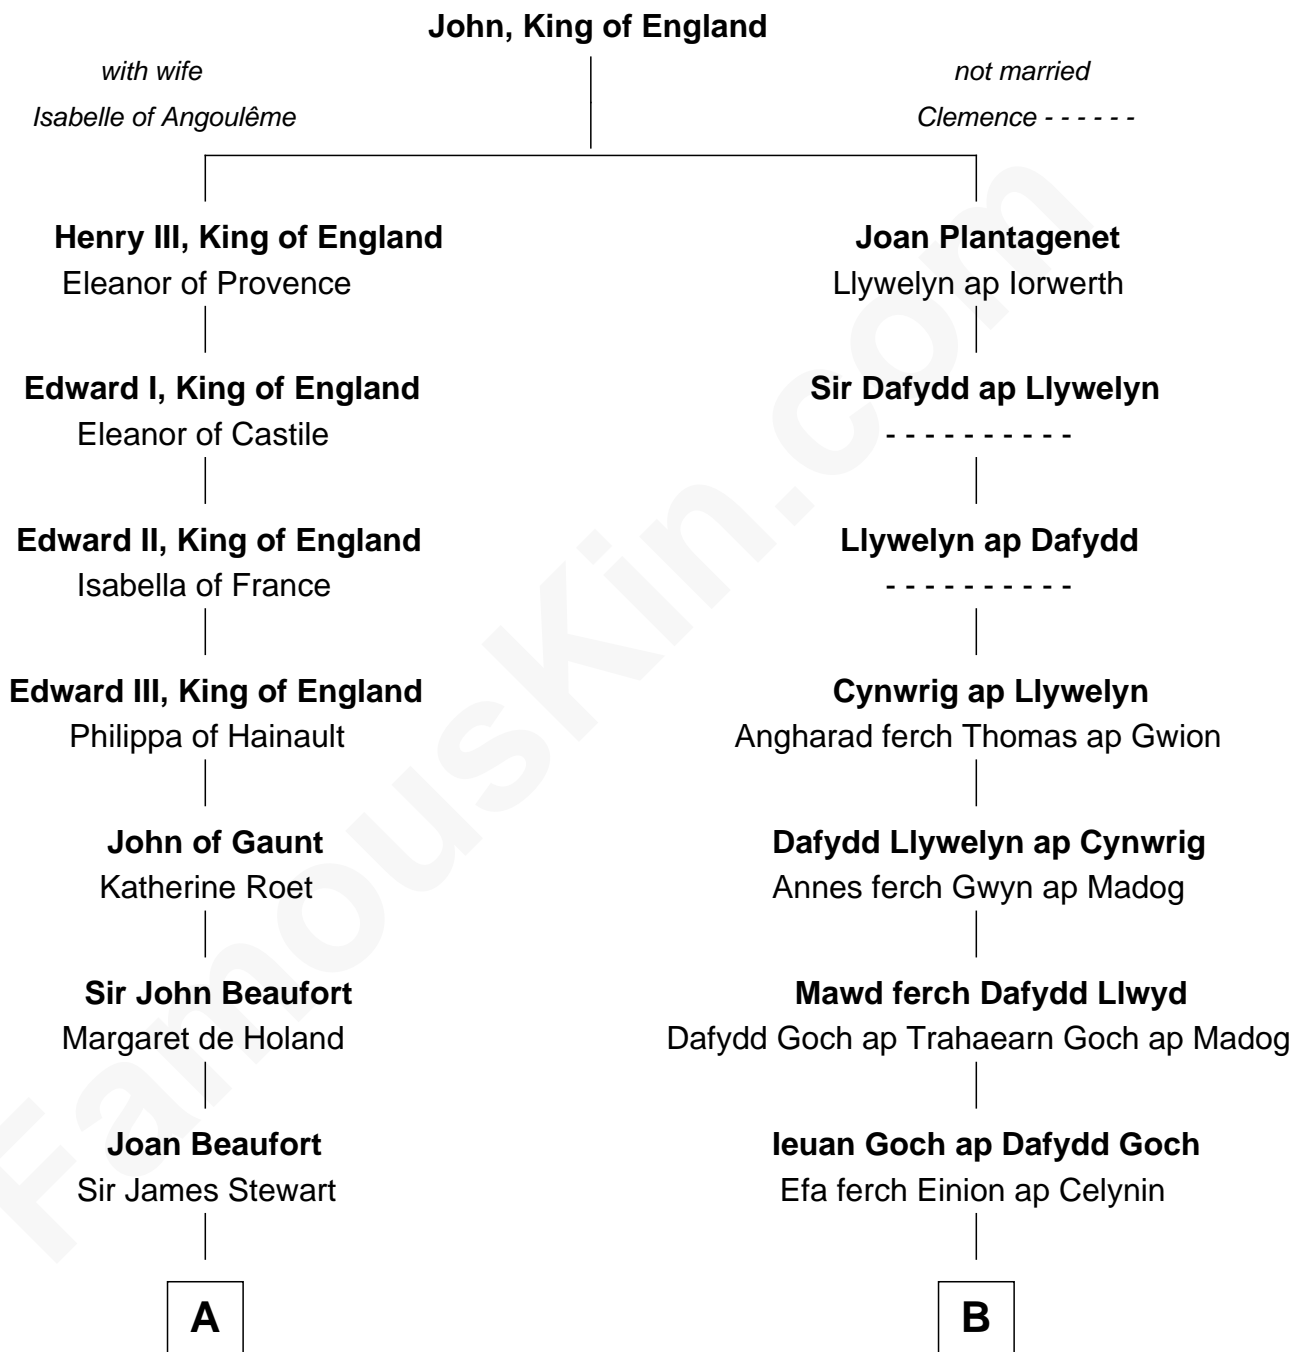 John, King of England
with wife
Isabelle of Angoulême
not married
Clemence - - - - - -
Henry III, King of England
Eleanor of Provence
Joan Plantagenet
Llywelyn ap Iorwerth
Edward I, King of England
Eleanor of Castile
Sir Dafydd ap Llywelyn
- - - - - - - - - -
Edward II, King of England
Isabella of France
Llywelyn ap Dafydd
- - - - - - - - - -
Edward III, King of England
Philippa of Hainault
Cynwrig ap Llywelyn
Angharad ferch Thomas ap Gwion
John of Gaunt
Katherine Roet
Dafydd Llywelyn ap Cynwrig
Annes ferch Gwyn ap Madog
Sir John Beaufort
Margaret de Holand
Mawd ferch Dafydd Llwyd
Dafydd Goch ap Trahaearn Goch ap Madog
Joan Beaufort
Sir James Stewart
Ieuan Goch ap Dafydd Goch
Efa ferch Einion ap Celynin
A
B
FamousKin.com